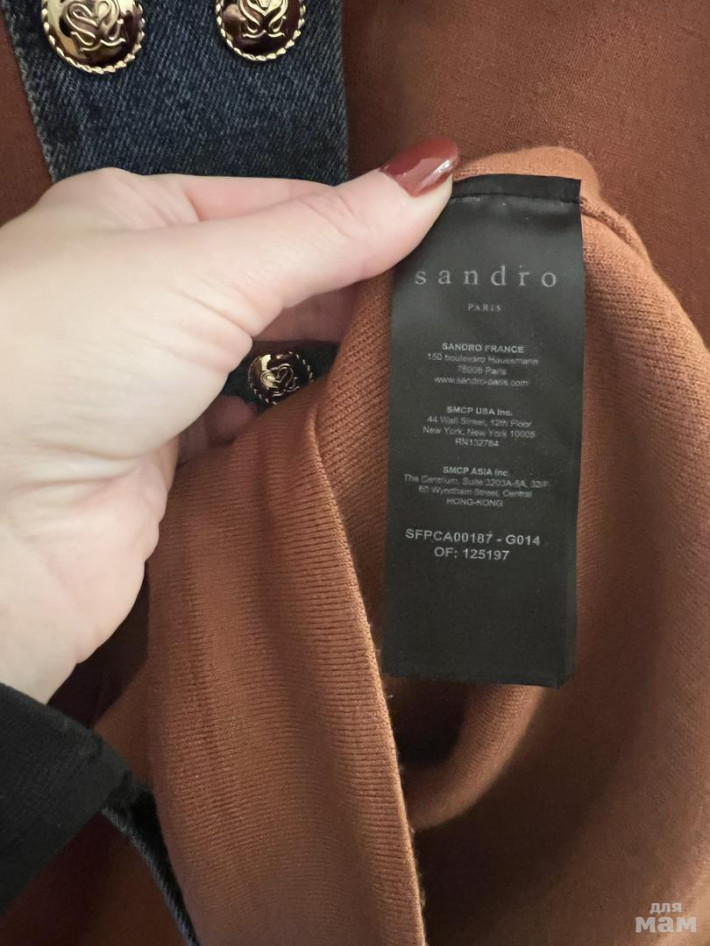 sandro
PARIS
SANDRO FRANCE
150 boulevard Haussmann
75008 Paris
www.sandro-paris.com
SMCP USA Inc.
44 Wall Street, 12th Floor
New York, New York 10005
RN132764
SMCP ASIA Inc.
The Centrium, Suite 3203A-5A, 32/F
60 Wyndham Street, Central
HONG-KONG
SFPCA00187 - G014
OF: 125197
для
мам